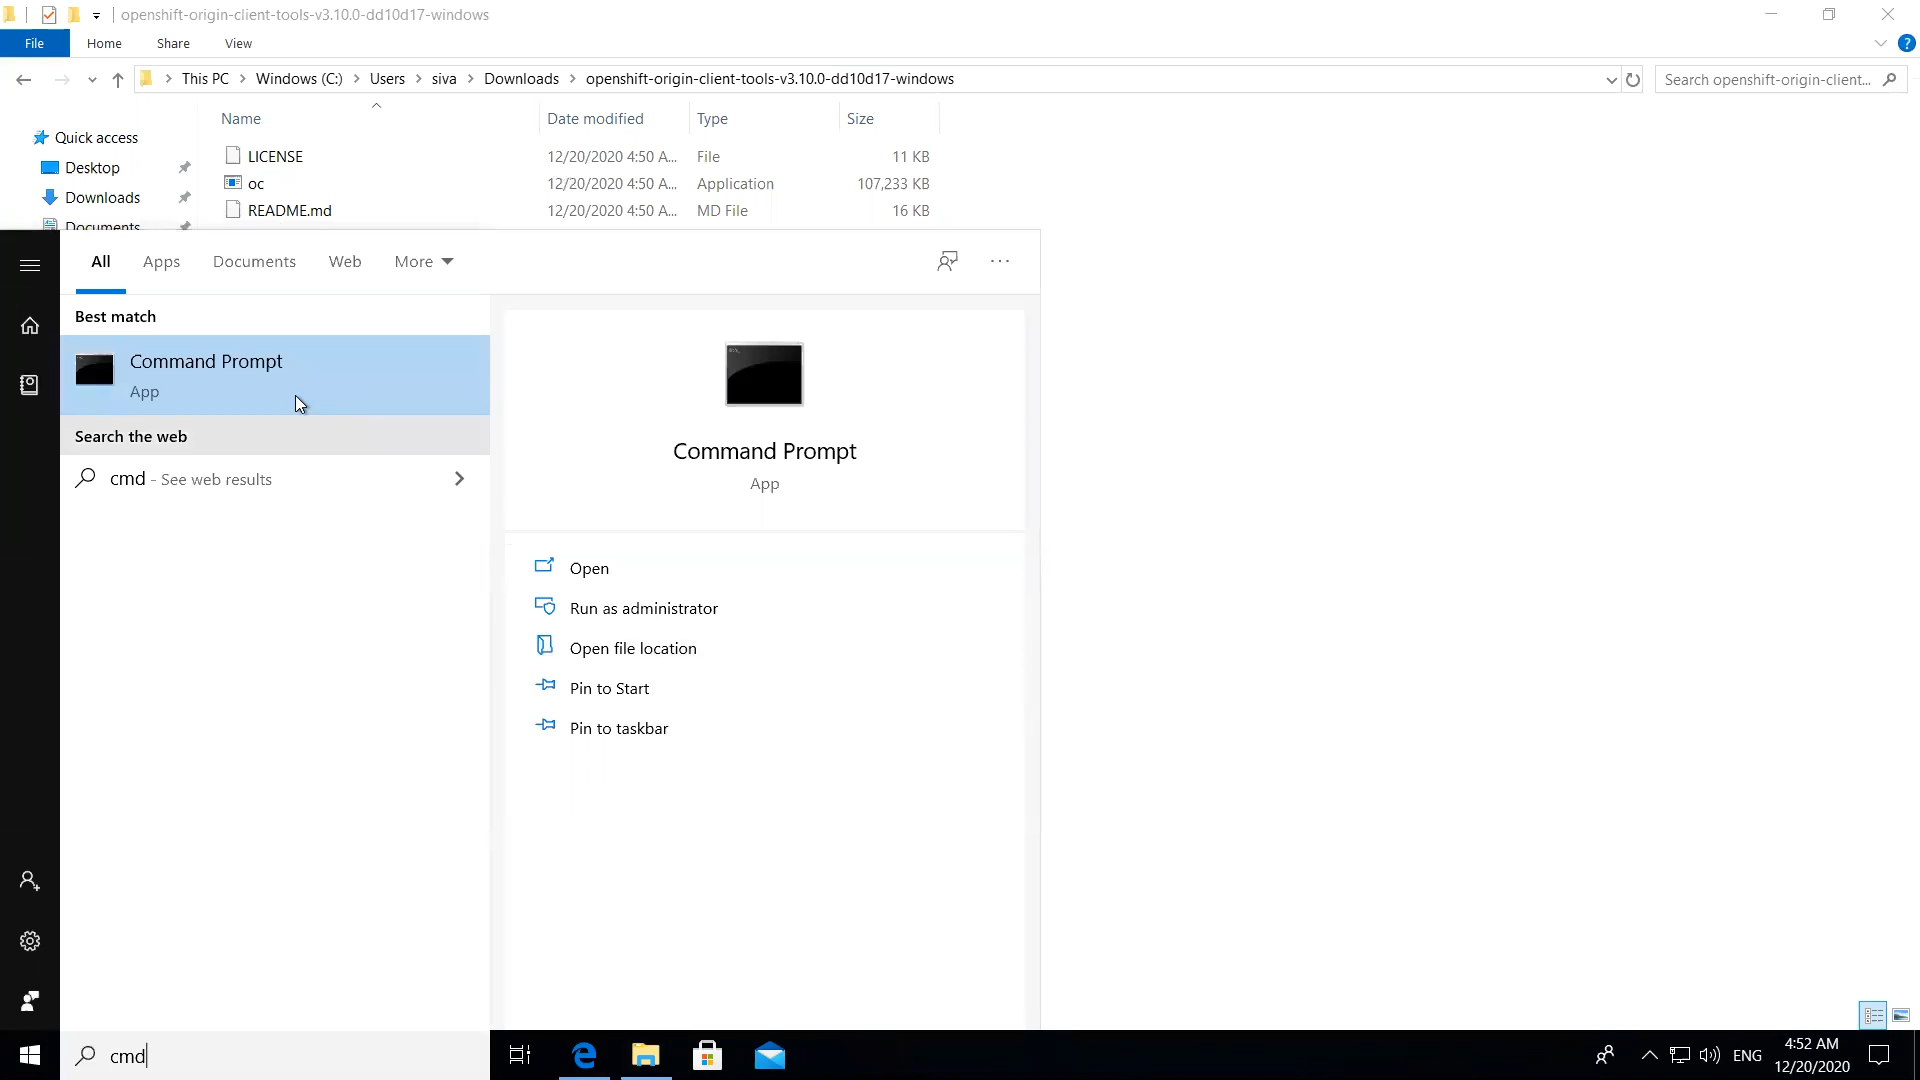 openshift-origin-client-tools-v3.10.0-dd10d17-windows
File Home Share View
This PC Windows (C:) Users siva Downloads openshift-origin-client-tools-v3.10.0-dd10d17-windows
Search openshift-origin-client...
Name Date modified Type Size
Quick access
LICENSE 12/20/2020 4:50 A... File 11 KB
Desktop
oc 12/20/2020 4:50 A... Application 107,233 KB
Downloads
README.md 12/20/2020 4:50 A... MD File 16 KB
Documents
All Apps Documents Web More
Best match
Command Prompt
App
Search the web
cmd - See web results
Command Prompt
App
Open
Run as administrator
Open file location
Pin to Start
Pin to taskbar
cmd
ENG
4:52 AM
12/20/2020